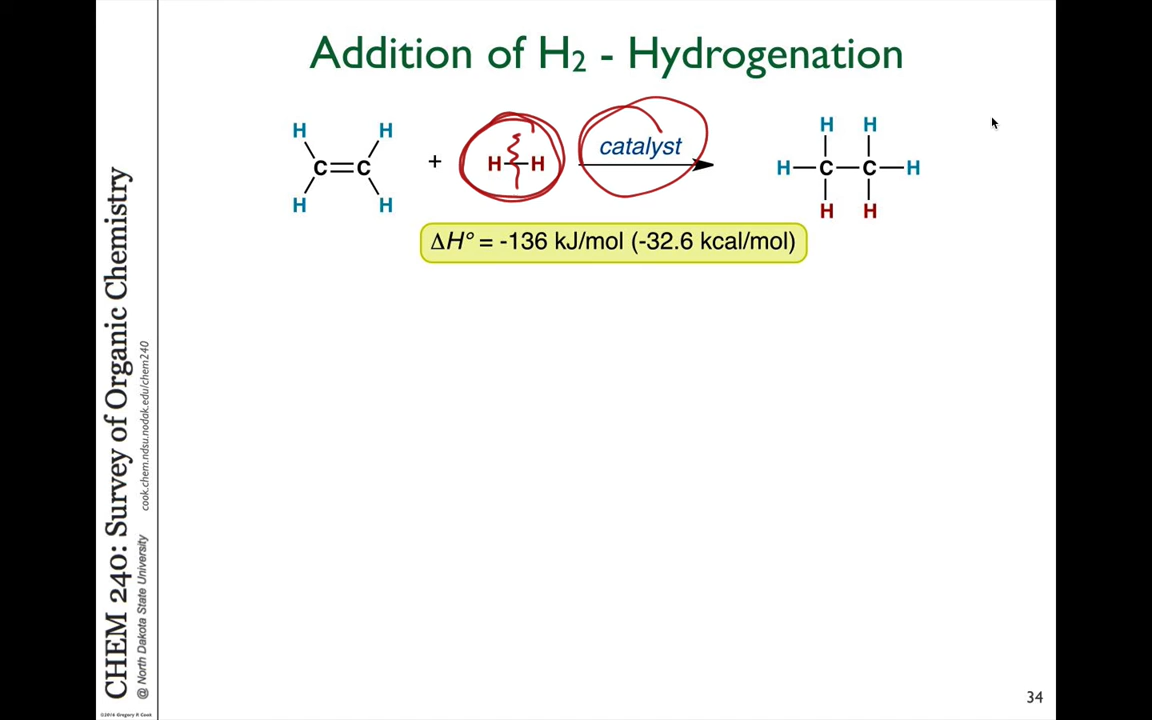 Addition of H₂ - Hydrogenation
H H H H
C=C + H-H catalyst H-C-C-H
H H H H
ΔH° = -136 kJ/mol (-32.6 kcal/mol)
CHEM 240: Survey of Organic Chemistry
@ North Dakota State University cook.chem.ndsu.nodak.edu/chem240
©2016 Gregory R Cook
34